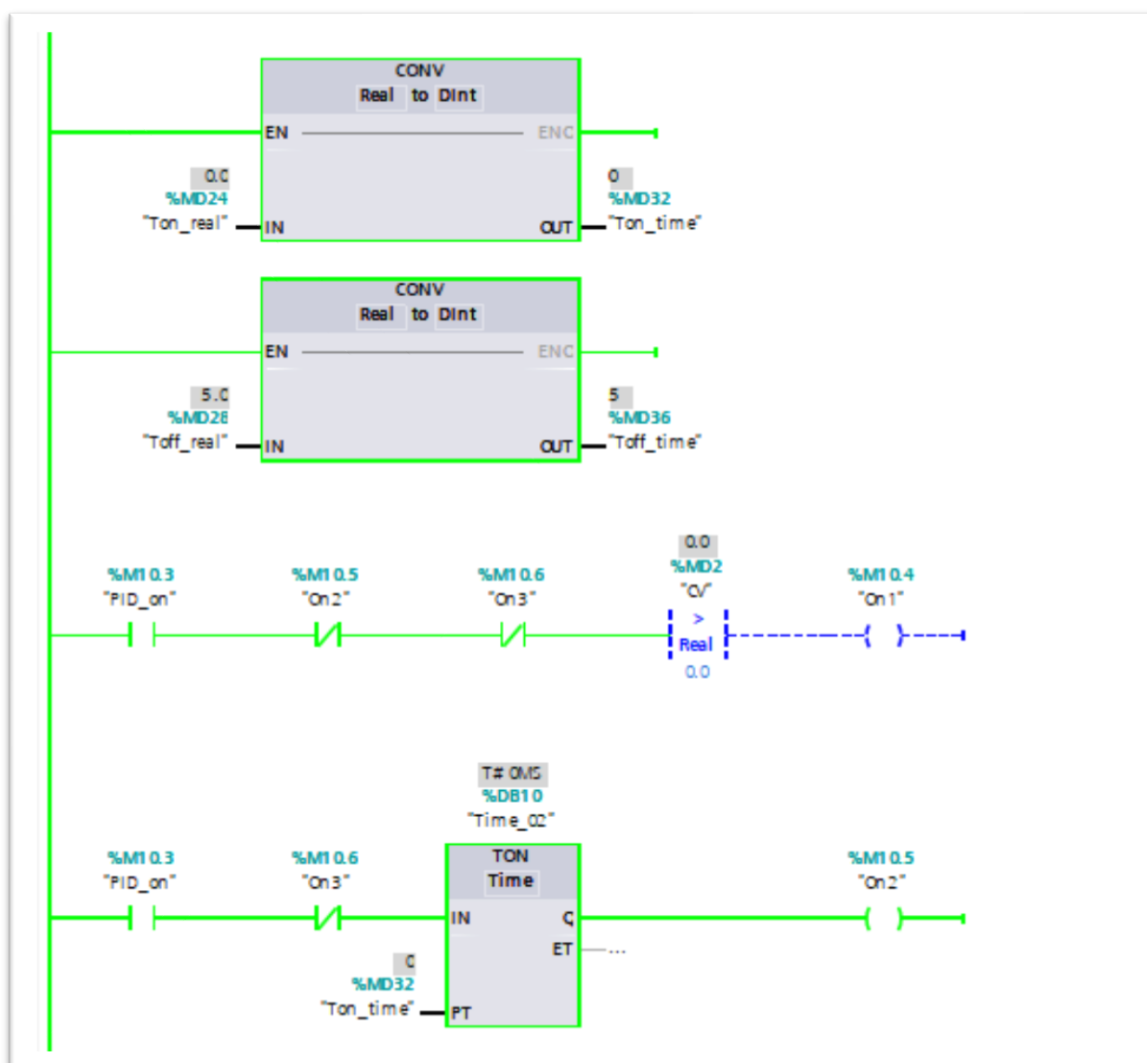 CONV
Real to DInt
EN ENC
0.0 0
%MD24 %MD32
"Ton_real" "Ton_time"
IN OUT
CONV
Real to DInt
EN ENC
5.0 5
%MD28 %MD36
"Toff_real" "Toff_time"
IN OUT
0.0
%M10.3 %M10.5 %M10.6 %MD2 %M10.4
"PID_on" "On2" "On3" "CV" "On1"
>
Real
0.0
T#0MS
%DB10
"Time_02"
%M10.3 %M10.6 TON %M10.5
"PID_on" "On3" Time "On2"
IN Q
ET ...
0
%MD32
"Ton_time" PT